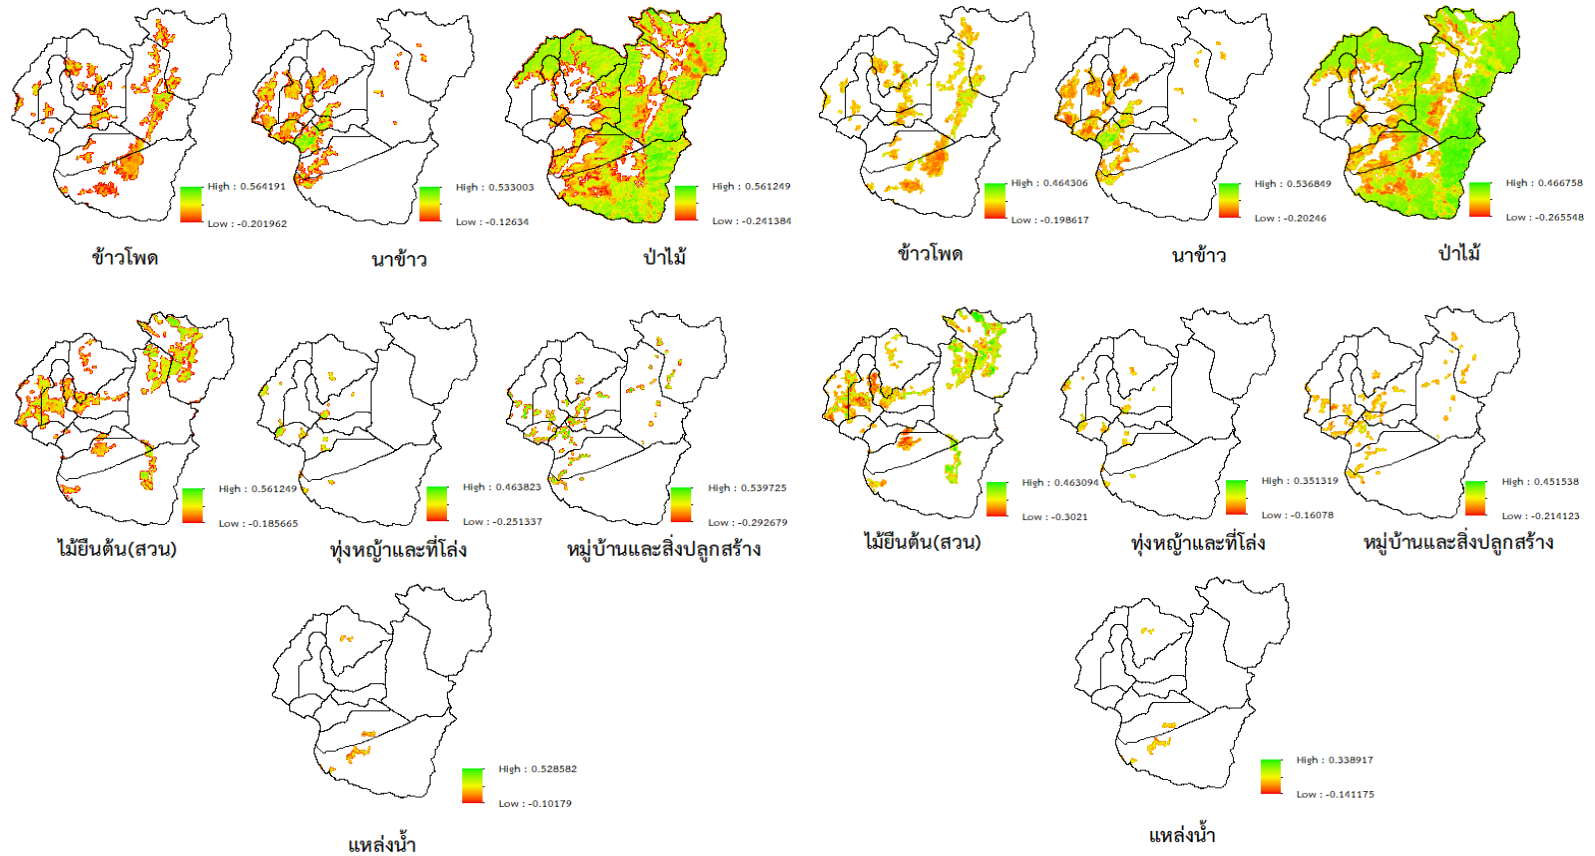 High : 0.564191
Low : -0.201962
ข้าวโพด
High : 0.533003
Low : -0.12634
นาข้าว
High : 0.561249
Low : -0.241384
ป่าไม้
High : 0.464306
Low : -0.198617
ข้าวโพด
High : 0.536849
Low : -0.20246
นาข้าว
High : 0.466758
Low : -0.265548
ป่าไม้
High : 0.561249
Low : -0.185665
ไม้ยืนต้น(สวน)
High : 0.463823
Low : -0.251337
ทุ่งหญ้าและที่โล่ง
High : 0.539725
Low : -0.292679
หมู่บ้านและสิ่งปลูกสร้าง
High : 0.463094
Low : -0.3021
ไม้ยืนต้น(สวน)
High : 0.351319
Low : -0.16078
ทุ่งหญ้าและที่โล่ง
High : 0.451538
Low : -0.214123
หมู่บ้านและสิ่งปลูกสร้าง
High : 0.528582
Low : -0.10179
แหล่งน้ำ
High : 0.338917
Low : -0.141175
แหล่งน้ำ